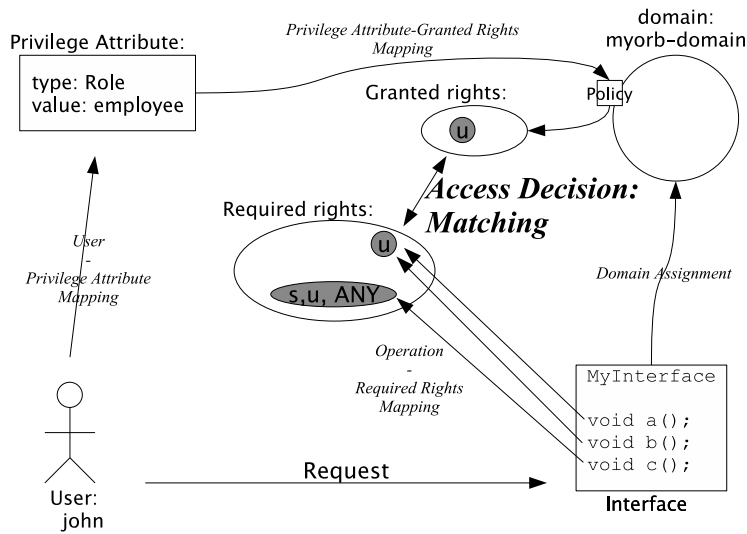 Privilege Attribute:
type: Role
value: employee
Privilege Attribute-Granted Rights
Mapping
domain:
myorb-domain
Policy
Granted rights:
u
Access Decision:
Matching
Required rights:
u
s,u, ANY
User
-
Privilege Attribute
Mapping
Domain Assignment
Operation
-
Required Rights
Mapping
MyInterface
void a();
void b();
void c();
Interface
Request
User:
john